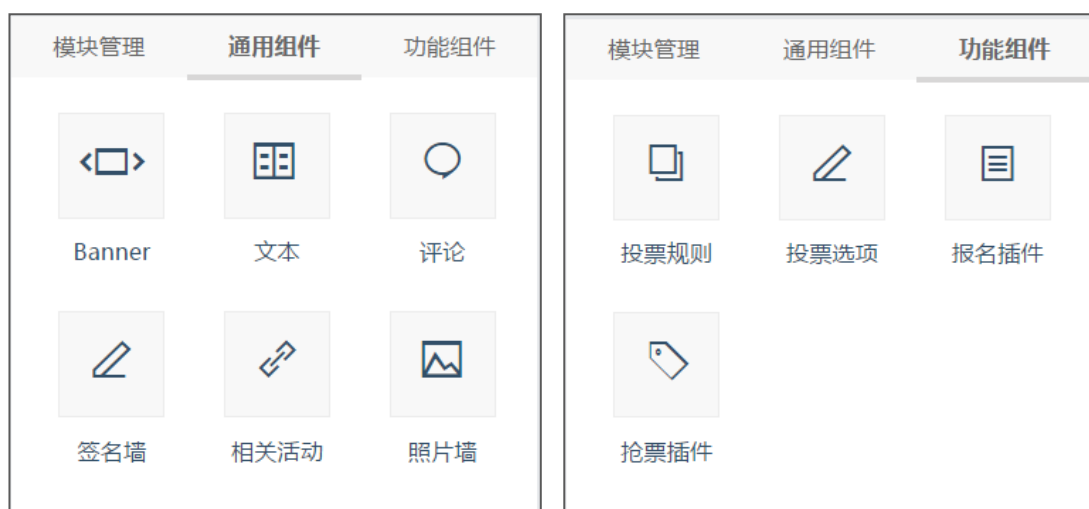 模块管理 通用组件 功能组件
Banner 文本 评论
签名墙 相关活动 照片墙
模块管理 通用组件 功能组件
投票规则 投票选项 报名插件
抢票插件